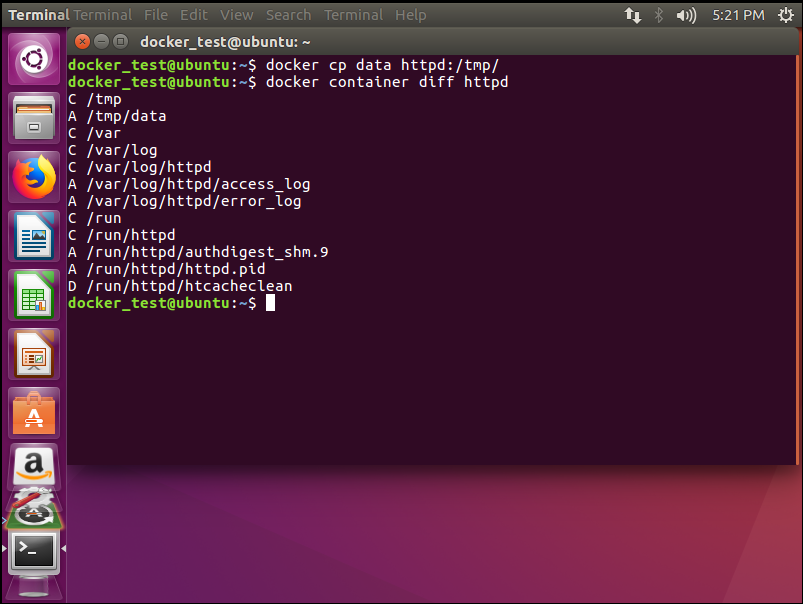 Terminal Terminal File Edit View Search Terminal Help 5:21 PM
docker_test@ubuntu: ~
docker_test@ubuntu:~$ docker cp data httpd:/tmp/
docker_test@ubuntu:~$ docker container diff httpd
C /tmp
A /tmp/data
C /var
C /var/log
C /var/log/httpd
A /var/log/httpd/access_log
A /var/log/httpd/error_log
C /run
C /run/httpd
A /run/httpd/authdigest_shm.9
A /run/httpd/httpd.pid
D /run/httpd/htcacheclean
docker_test@ubuntu:~$